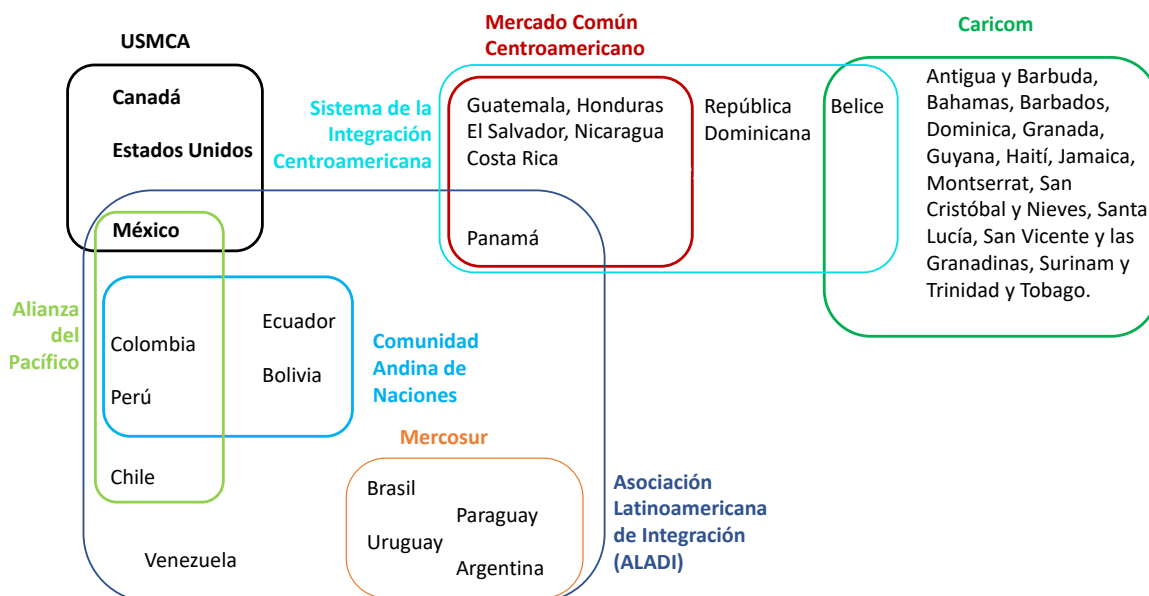 USMCA
Canadá
Estados Unidos
México
Mercado Común
Centroamericano
Sistema de la
Integración
Centroamericana
Guatemala, Honduras
El Salvador, Nicaragua
Costa Rica
Panamá
República
Dominicana
Belice
Caricom
Antigua y Barbuda,
Bahamas, Barbados,
Dominica, Granada,
Guyana, Haití, Jamaica,
Montserrat, San
Cristóbal y Nieves, Santa
Lucía, San Vicente y las
Granadinas, Surinam y
Trinidad y Tobago.
Alianza
del
Pacífico
Colombia
Perú
Chile
Ecuador
Bolivia
Comunidad
Andina de
Naciones
Mercosur
Brasil
Paraguay
Uruguay
Argentina
Venezuela
Asociación
Latinoamericana
de Integración
(ALADI)